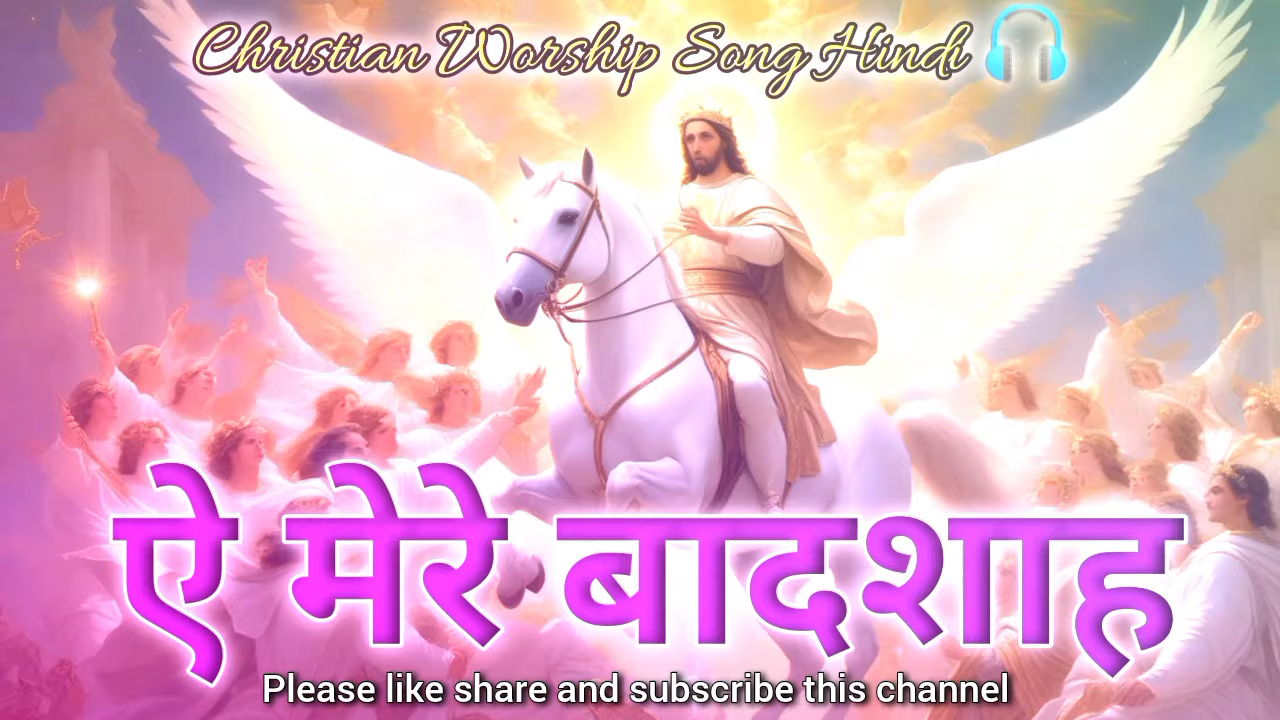 Christian Worship Song Hindi
ऐ मेरे बादशाह
Please like share and subscribe this channel